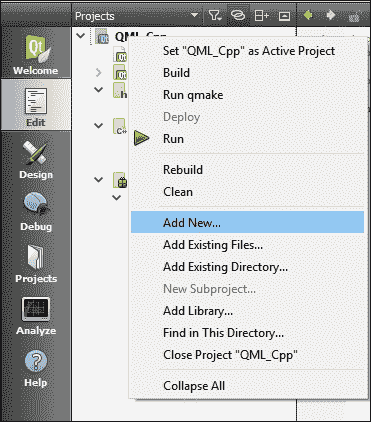 Projects
QML_Cpp
Qt
Welcome
Edit
Design
Debug
Projects
Analyze
Help
Set "QML_Cpp" as Active Project
Build
Run qmake
Deploy
Run
Rebuild
Clean
Add New...
Add Existing Files...
Add Existing Directory...
New Subproject...
Add Library...
Find in This Directory...
Close Project "QML_Cpp"
Collapse All